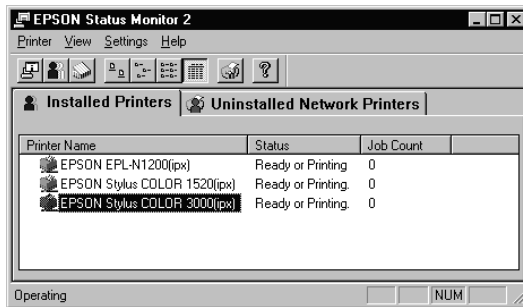 EPSON Status Monitor 2
Printer View Settings Help
Installed Printers Uninstalled Network Printers
Printer Name Status Job Count
EPSON EPL-N1200(ipx) Ready or Printing 0
EPSON Stylus COLOR 1520(ipx) Ready or Printing. 0
EPSON Stylus COLOR 3000(ipx) Ready or Printing. 0
Operating NUM